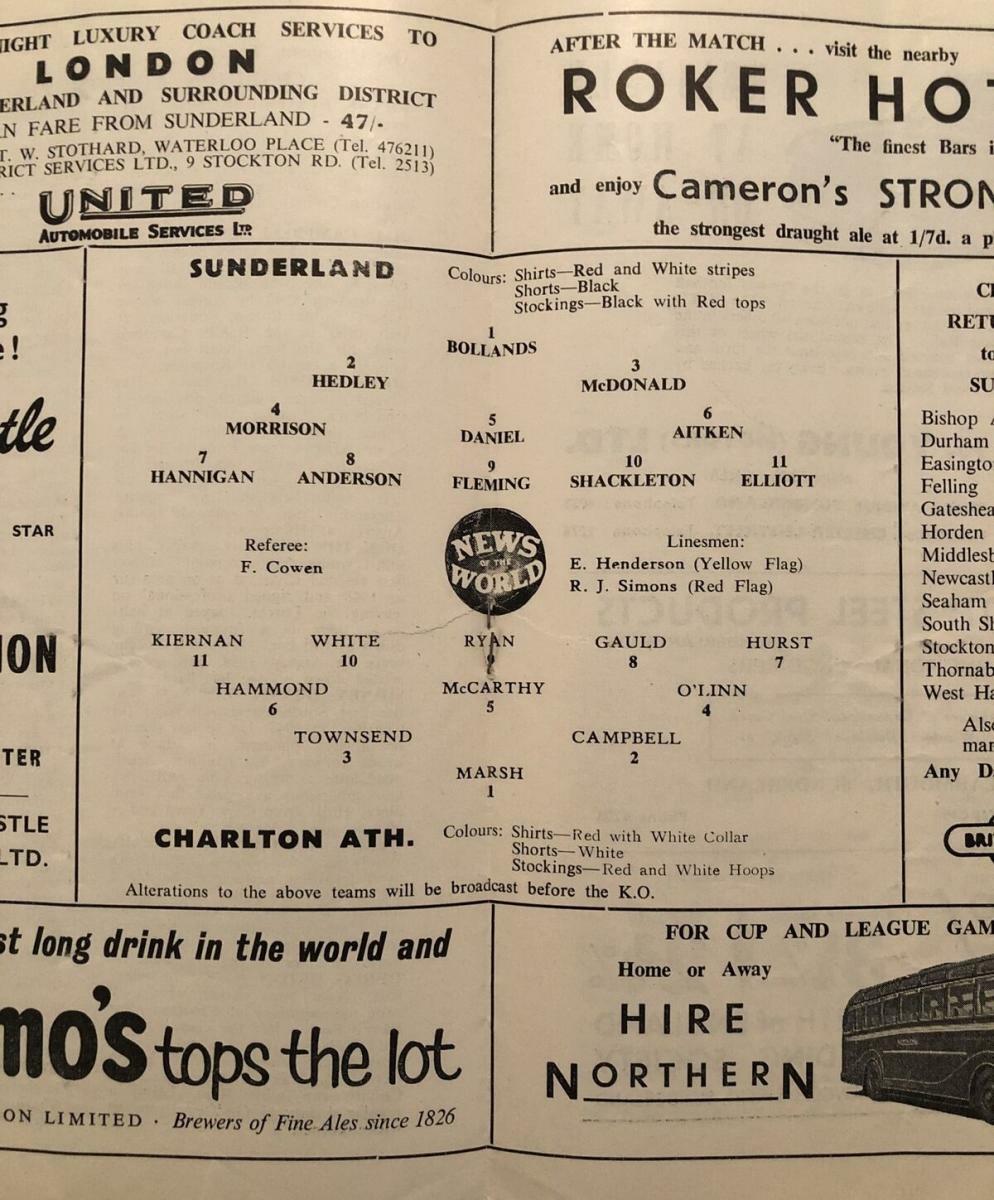 NIGHT LUXURY COACH SERVICES TO
LONDON
ERLAND AND SURROUNDING DISTRICT
N FARE FROM SUNDERLAND - 47/-
T. W. STOTHARD, WATERLOO PLACE (Tel. 476211)
RICT SERVICES LTD., 9 STOCKTON RD. (Tel. 2513)
UNITED
AUTOMOBILE SERVICES LTD.
AFTER THE MATCH . . . visit the nearby
ROKER HOT
"The finest Bars i
and enjoy Cameron's STRON
the strongest draught ale at 1/7d. a p
g
e!
tle
STAR
ION
TER
STLE
LTD.
SUNDERLAND
Colours: Shirts—Red and White stripes
Shorts—Black
Stockings—Black with Red tops
1
BOLLANDS
2 3
HEDLEY McDONALD
4 5 6
MORRISON DANIEL AITKEN
7 8 9 10 11
HANNIGAN ANDERSON FLEMING SHACKLETON ELLIOTT
Referee:
F. Cowen
NEWS
OF THE
WORLD
Linesmen:
E. Henderson (Yellow Flag)
R. J. Simons (Red Flag)
KIERNAN WHITE RYAN GAULD HURST
11 10 9 8 7
HAMMOND McCARTHY O'LINN
6 5 4
TOWNSEND CAMPBELL
3 2
MARSH
1
CHARLTON ATH.
Colours: Shirts—Red with White Collar
Shorts—White
Stockings—Red and White Hoops
Alterations to the above teams will be broadcast before the K.O.
RETU
to
SU
Bishop A
Durham
Easingto
Felling
Gateshea
Horden
Middlesb
Newcastl
Seaham
South Sh
Stockton
Thornab
West Ha
Also
mar
Any D
BRI
st long drink in the world and
mo's tops the lot
ON LIMITED · Brewers of Fine Ales since 1826
FOR CUP AND LEAGUE GAM
Home or Away
HIRE
NORTHERN